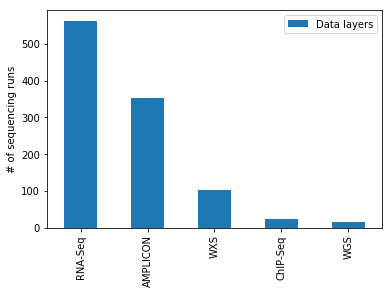 Data layers
# of sequencing runs
500
400
300
200
100
0
RNA-Seq
AMPLICON
WXS
ChIP-Seq
WGS